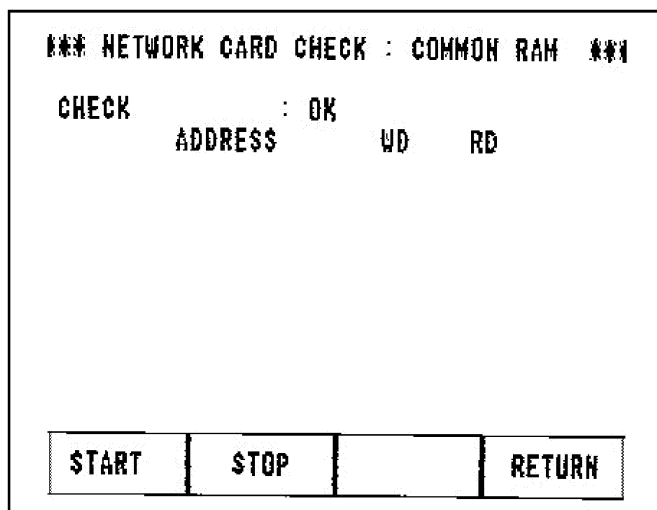 *** NETWORK CARD CHECK : COMMON RAM ***
CHECK : OK
ADDRESS WD RD
START STOP RETURN